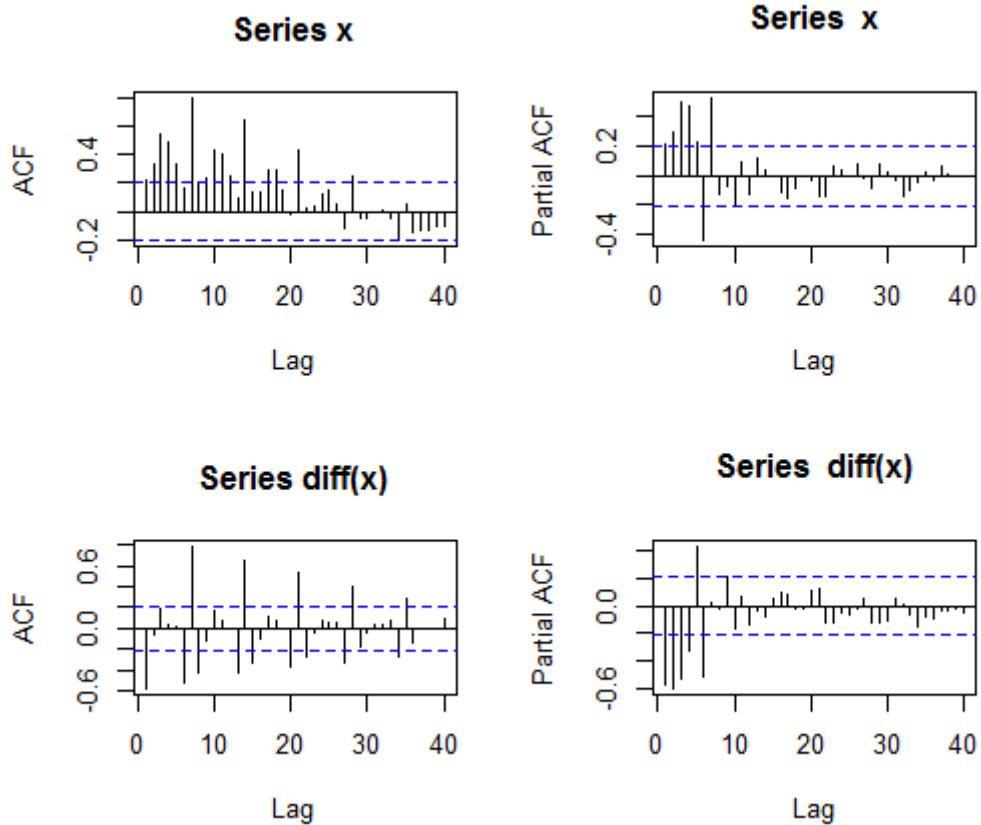 Series x
ACF
-0.2 0.4
0 10 20 30 40
Lag
Series x
Partial ACF
-0.4 0.2
0 10 20 30 40
Lag
Series diff(x)
ACF
-0.6 0.0 0.6
0 10 20 30 40
Lag
Series diff(x)
Partial ACF
-0.6 0.0
0 10 20 30 40
Lag